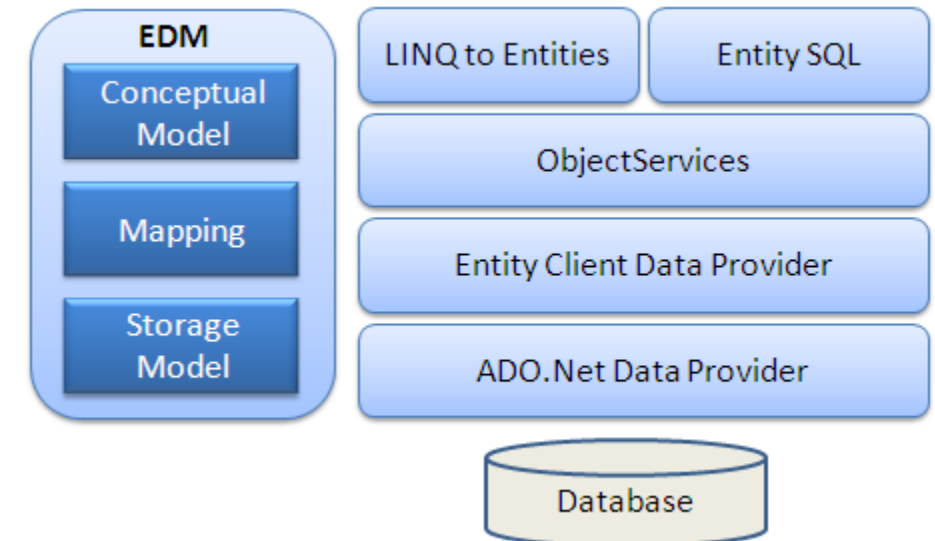 EDM
Conceptual
Model
Mapping
Storage
Model
LINQ to Entities
Entity SQL
ObjectServices
Entity Client Data Provider
ADO.Net Data Provider
Database